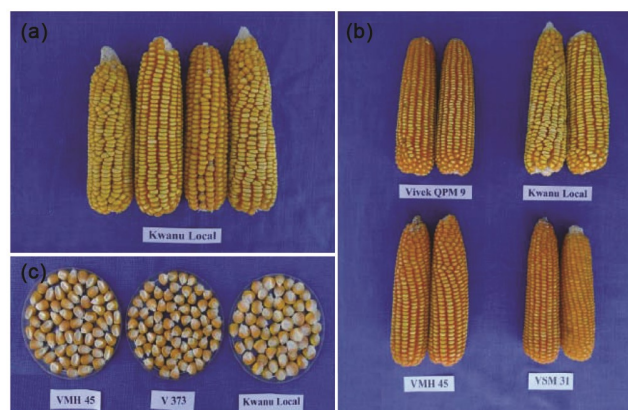 (a)
Kwanu Local
(b)
Vivek QPM 9
Kwanu Local
VMH 45
VSM 31
(c)
VMH 45
V 373
Kwanu Local